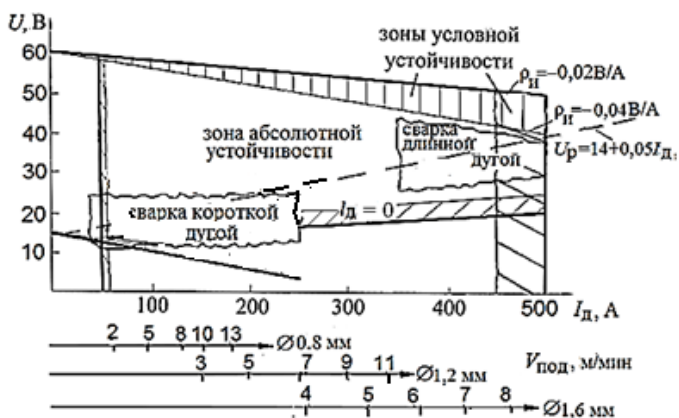 U, В
60
50
40
30
20
10
зоны условной
устойчивости
ρи=–0,02В/А
ρи=–0,04В/А
Uр=14+0,05Iд,
зона абсолютной
устойчивости
сварка
длинной
дугой
сварка короткой
дугой
lд = 0
100 200 300 400 500 Iд, А
2 5 8 10 13 Ø0.8 мм
3 5 7 9 11 Ø1,2 мм Vпод, м/мин
4 5 6 7 8 Ø1,6 мм